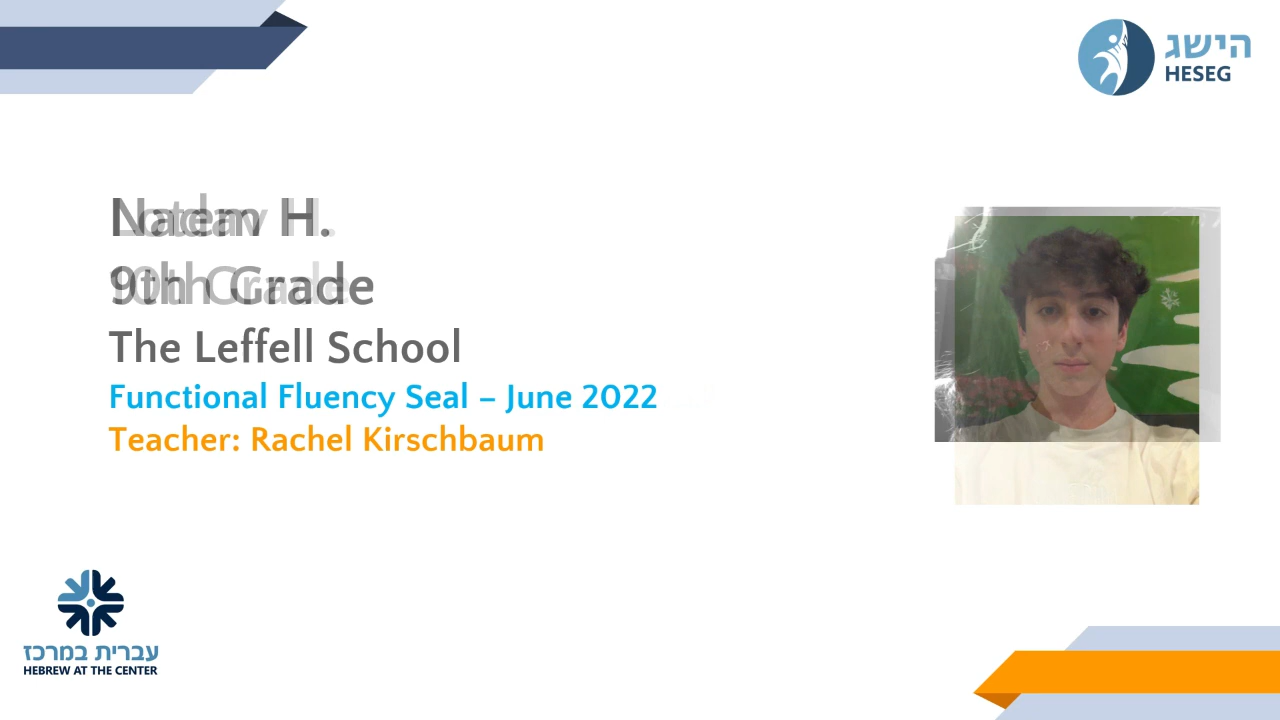 הישג
HESEG
H.
9th Grade
The Leffell School
Functional Fluency Seal – June 2022
Teacher: Rachel Kirschbaum
עברית במרכז
HEBREW AT THE CENTER